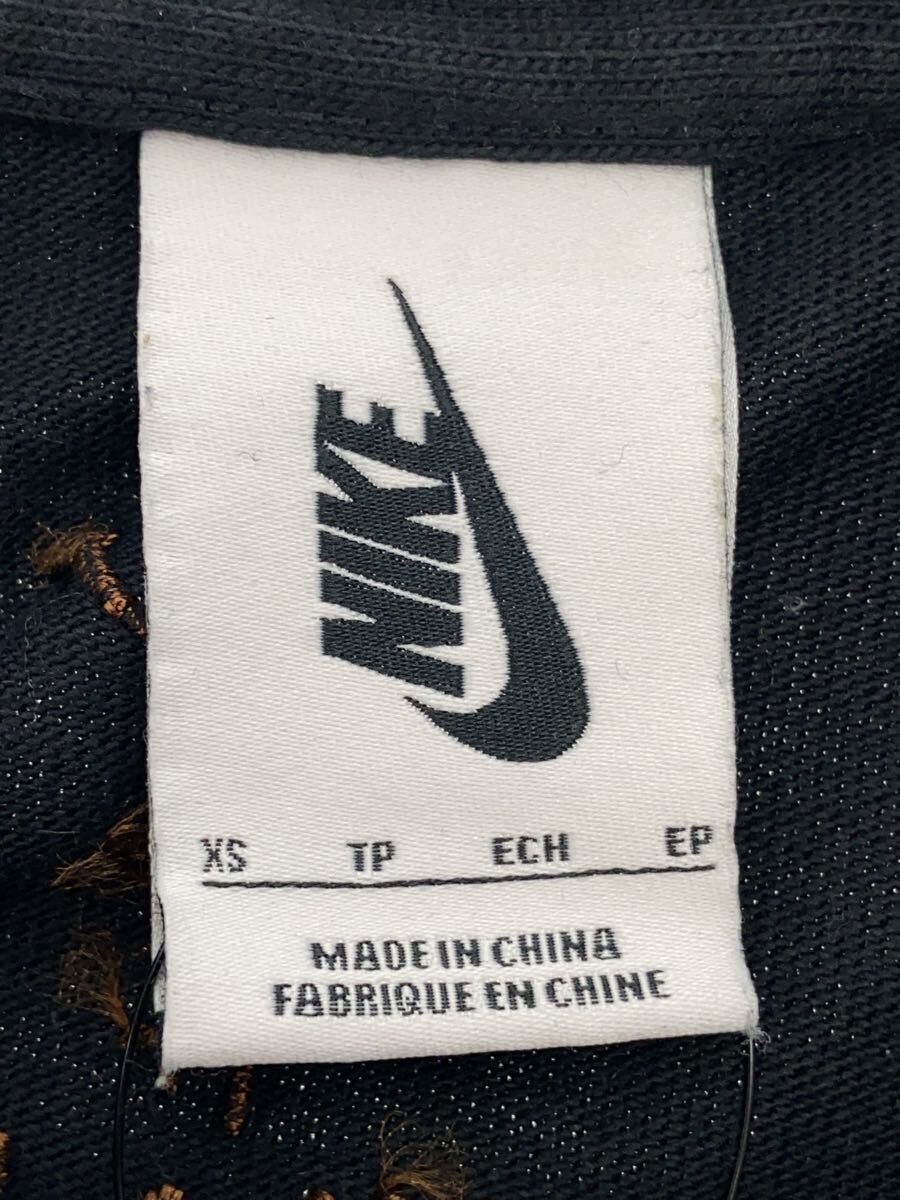 NIKE
XS TP ECH EP
MADE IN CHINA
FABRIQUE EN CHINE